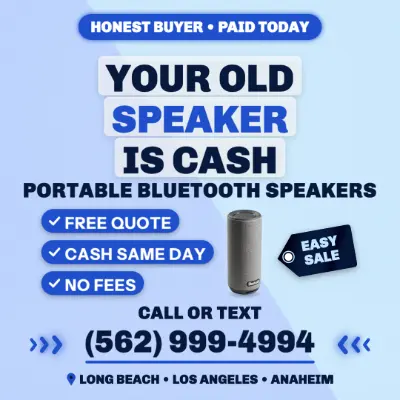 HONEST BUYER • PAID TODAY
YOUR OLD
SPEAKER
IS CASH
PORTABLE BLUETOOTH SPEAKERS
✓ FREE QUOTE
✓ CASH SAME DAY
✓ NO FEES
EASY
SALE
CALL OR TEXT
(562) 999-4994
LONG BEACH • LOS ANGELES • ANAHEIM